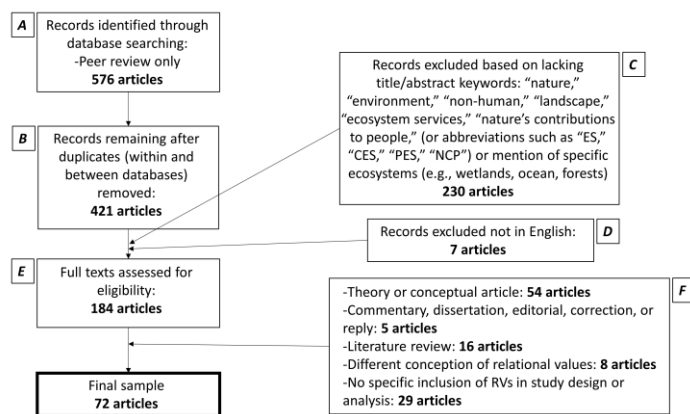 A
Records identified through
database searching:
-Peer review only
576 articles
B
Records remaining after
duplicates (within and
between databases)
removed:
421 articles
C
Records excluded based on lacking
title/abstract keywords: “nature,”
“environment,” “non-human,” “landscape,”
“ecosystem services,” “nature’s contributions
to people,” (or abbreviations such as “ES,”
“CES,” “PES,” “NCP”) or mention of specific
ecosystems (e.g., wetlands, ocean, forests)
230 articles
D
Records excluded not in English:
7 articles
E
Full texts assessed for
eligibility:
184 articles
F
-Theory or conceptual article: 54 articles
-Commentary, dissertation, editorial, correction, or
reply: 5 articles
-Literature review: 16 articles
-Different conception of relational values: 8 articles
-No specific inclusion of RVs in study design or
analysis: 29 articles
Final sample
72 articles